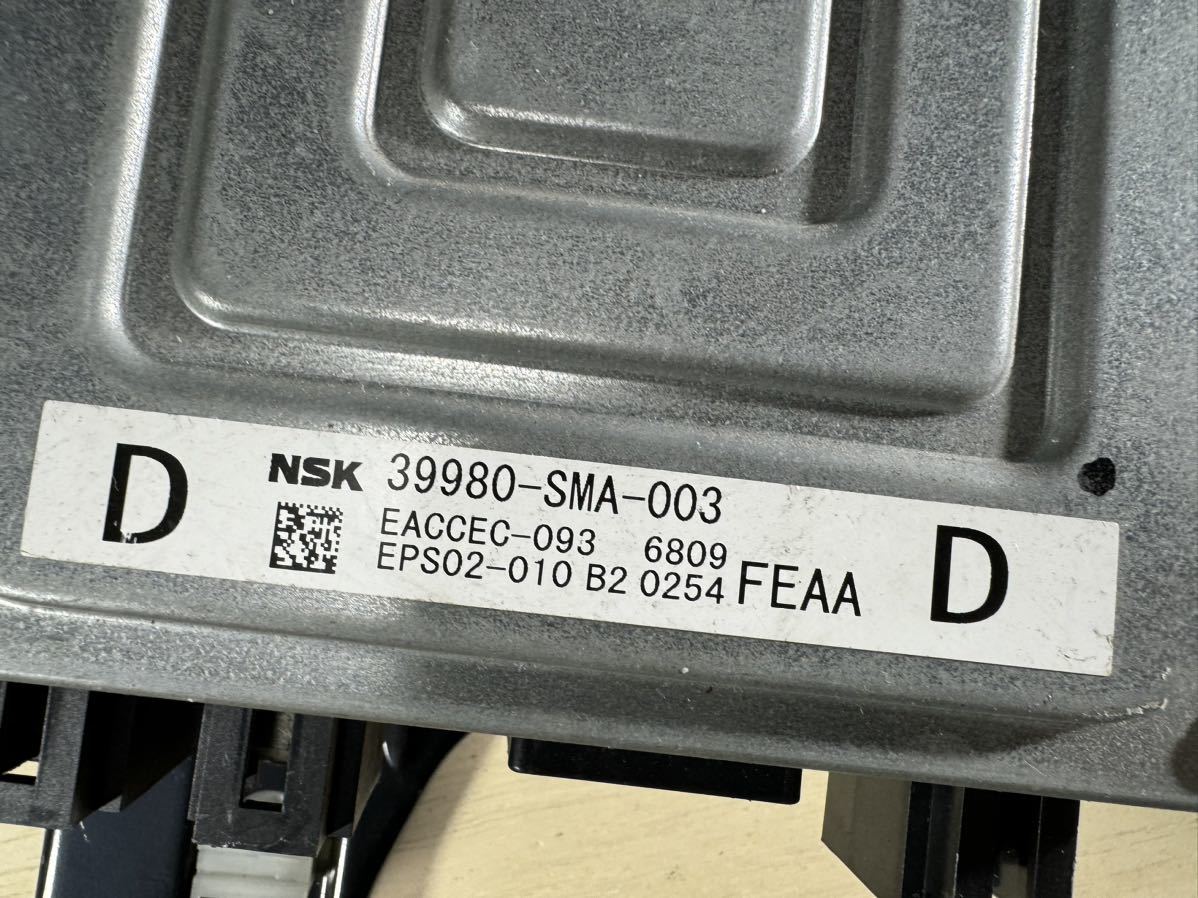 D NSK 39980-SMA-003 D
EACCEC-093 6809
EPS02-010 B2 0254 FEAA